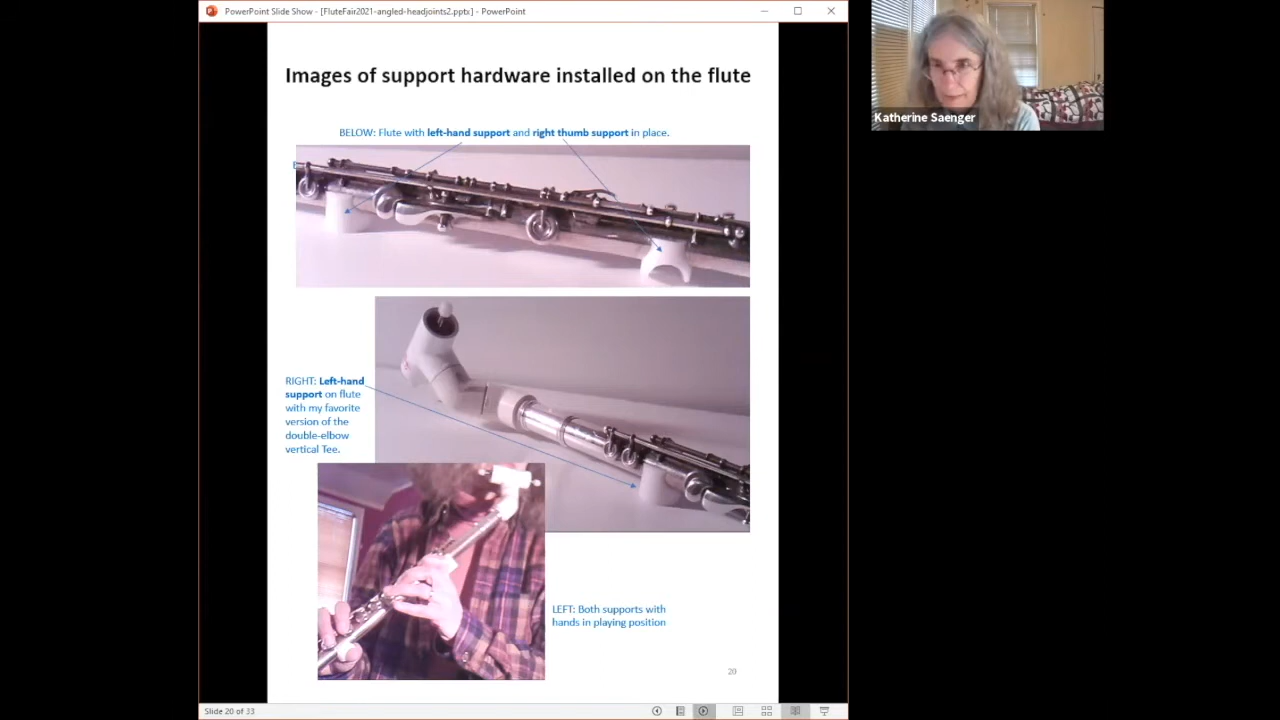 PowerPoint Slide Show - [FluteFair2021-angled-headjoints2.pptx] - PowerPoint
Katherine Saenger
Images of support hardware installed on the flute
BELOW: Flute with left-hand support and right thumb support in place.
RIGHT: Left-hand
support on flute
with my favorite
version of the
double-elbow
vertical Tee.
LEFT: Both supports with
hands in playing position
20
Slide 20 of 33